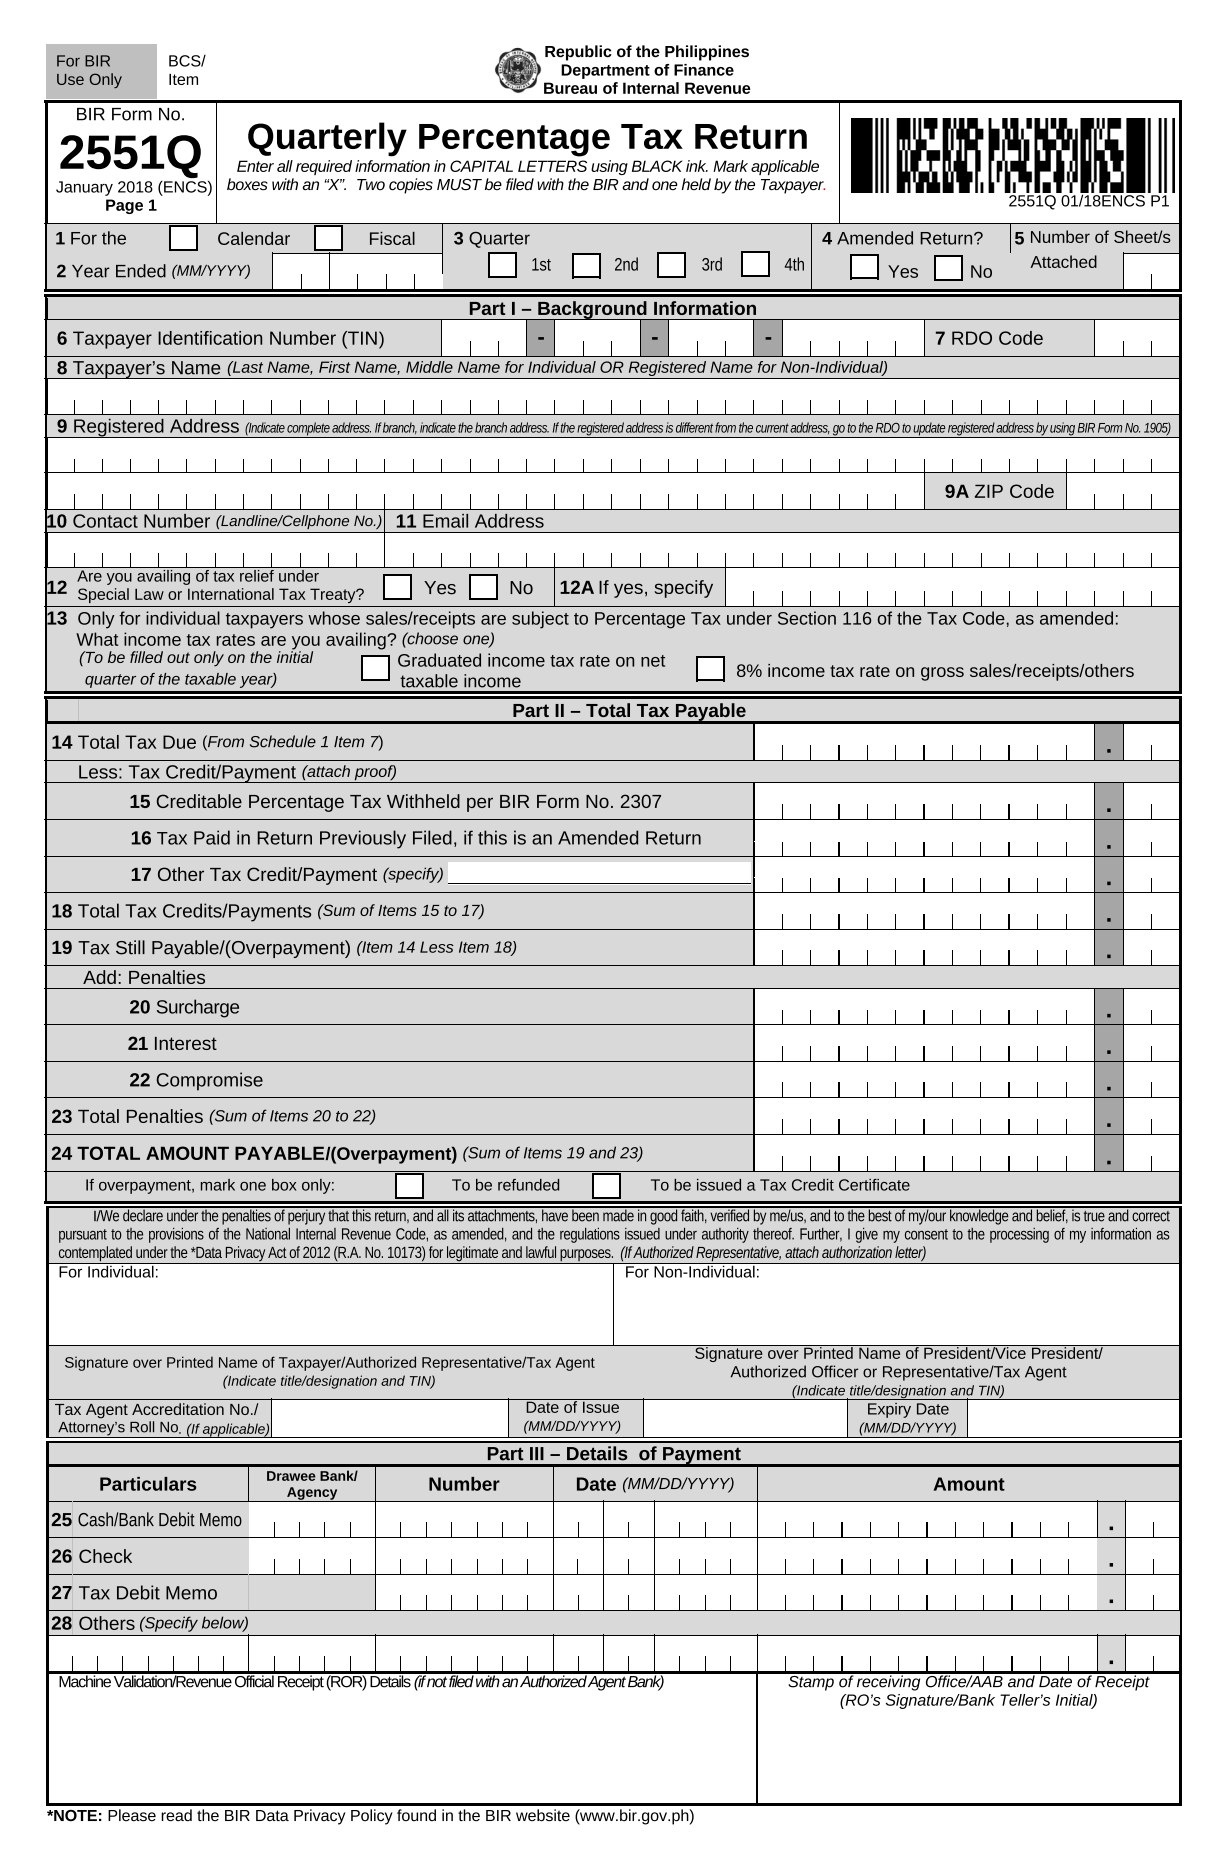 For BIR
Use Only
BCS/
Item
Republic of the Philippines
Department of Finance
Bureau of Internal Revenue
BIR Form No.
2551Q
January 2018 (ENCS)
Page 1
Quarterly Percentage Tax Return
Enter all required information in CAPITAL LETTERS using BLACK ink. Mark applicable
boxes with an “X”. Two copies MUST be filed with the BIR and one held by the Taxpayer.
2551Q 01/18ENCS P1
1 For the Calendar Fiscal
2 Year Ended (MM/YYYY)
3 Quarter
1st 2nd 3rd 4th
4 Amended Return?
Yes No
5 Number of Sheet/s
Attached
Part I – Background Information
6 Taxpayer Identification Number (TIN) - - - 7 RDO Code
8 Taxpayer’s Name (Last Name, First Name, Middle Name for Individual OR Registered Name for Non-Individual)
9 Registered Address (Indicate complete address. If branch, indicate the branch address. If the registered address is different from the current address, go to the RDO to update registered address by using BIR Form No. 1905)
9A ZIP Code
10 Contact Number (Landline/Cellphone No.) 11 Email Address
12 Are you availing of tax relief under
Special Law or International Tax Treaty? Yes No 12A If yes, specify
13 Only for individual taxpayers whose sales/receipts are subject to Percentage Tax under Section 116 of the Tax Code, as amended:
What income tax rates are you availing? (choose one)
(To be filled out only on the initial
quarter of the taxable year)
Graduated income tax rate on net
taxable income
8% income tax rate on gross sales/receipts/others
Part II – Total Tax Payable
14 Total Tax Due (From Schedule 1 Item 7) .
Less: Tax Credit/Payment (attach proof)
15 Creditable Percentage Tax Withheld per BIR Form No. 2307 .
16 Tax Paid in Return Previously Filed, if this is an Amended Return .
17 Other Tax Credit/Payment (specify) .
18 Total Tax Credits/Payments (Sum of Items 15 to 17) .
19 Tax Still Payable/(Overpayment) (Item 14 Less Item 18) .
Add: Penalties
20 Surcharge .
21 Interest .
22 Compromise .
23 Total Penalties (Sum of Items 20 to 22) .
24 TOTAL AMOUNT PAYABLE/(Overpayment) (Sum of Items 19 and 23) .
If overpayment, mark one box only: To be refunded To be issued a Tax Credit Certificate
I/We declare under the penalties of perjury that this return, and all its attachments, have been made in good faith, verified by me/us, and to the best of my/our knowledge and belief, is true and correct
pursuant to the provisions of the National Internal Revenue Code, as amended, and the regulations issued under authority thereof. Further, I give my consent to the processing of my information as
contemplated under the *Data Privacy Act of 2012 (R.A. No. 10173) for legitimate and lawful purposes. (If Authorized Representative, attach authorization letter)
For Individual:
For Non-Individual:
Signature over Printed Name of Taxpayer/Authorized Representative/Tax Agent
(Indicate title/designation and TIN)
Signature over Printed Name of President/Vice President/
Authorized Officer or Representative/Tax Agent
(Indicate title/designation and TIN)
Tax Agent Accreditation No./
Attorney’s Roll No. (If applicable)
Date of Issue
(MM/DD/YYYY)
Expiry Date
(MM/DD/YYYY)
Part III – Details of Payment
Particulars
Drawee Bank/
Agency
Number
Date (MM/DD/YYYY)
Amount
25 Cash/Bank Debit Memo .
26 Check .
27 Tax Debit Memo .
28 Others (Specify below)
.
Machine Validation/Revenue Official Receipt (ROR) Details (if not filed with an Authorized Agent Bank)
Stamp of receiving Office/AAB and Date of Receipt
(RO’s Signature/Bank Teller’s Initial)
*NOTE: Please read the BIR Data Privacy Policy found in the BIR website (www.bir.gov.ph)